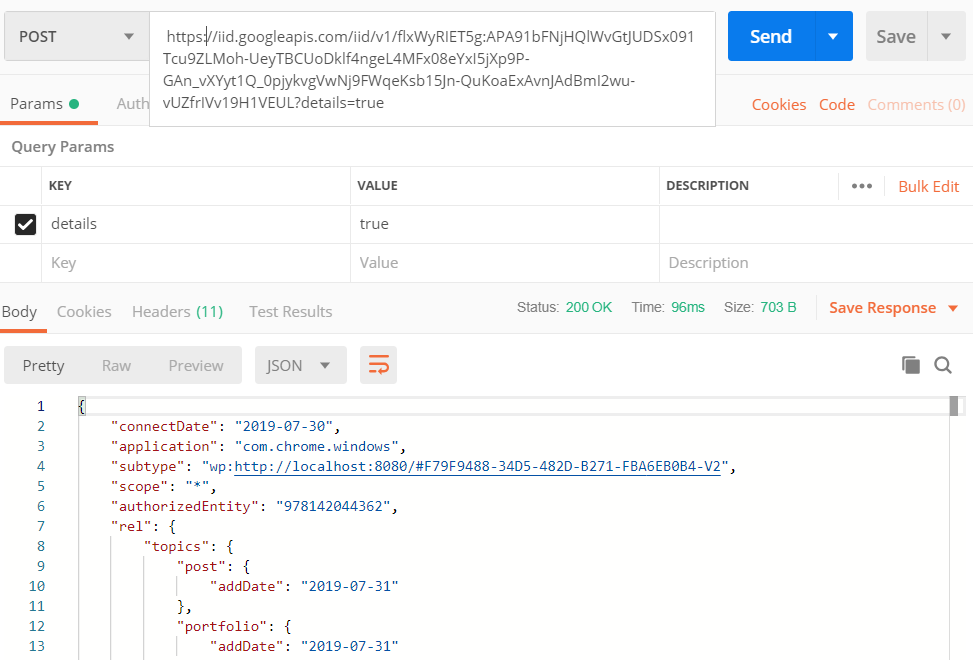 POST
https://iid.googleapis.com/iid/v1/flxWyRlET5g:APA91bFNjHQlWvGtJUDSx091
Tcu9ZLMoh-UeyTBCUoDklf4ngeL4MFx08eYxI5jXp9P-
GAn_vXYyt1Q_0pjykvgVwNj9FWqeKsb15Jn-QuKoaExAvnJAdBmI2wu-
vUZfrIVv19H1VEUL?details=true
Send
Save
Params
Auth
Cookies Code Comments (0)
Query Params
KEY VALUE DESCRIPTION ••• Bulk Edit
details true
Key Value Description
Body Cookies Headers (11) Test Results Status: 200 OK Time: 96ms Size: 703 B Save Response
Pretty Raw Preview JSON
1 {
2 "connectDate": "2019-07-30",
3 "application": "com.chrome.windows",
4 "subtype": "wp:http://localhost:8080/#F79F9488-34D5-482D-B271-FBA6EB0B4-V2",
5 "scope": "*",
6 "authorizedEntity": "978142044362",
7 "rel": {
8 "topics": {
9 "post": {
10 "addDate": "2019-07-31"
11 },
12 "portfolio": {
13 "addDate": "2019-07-31"